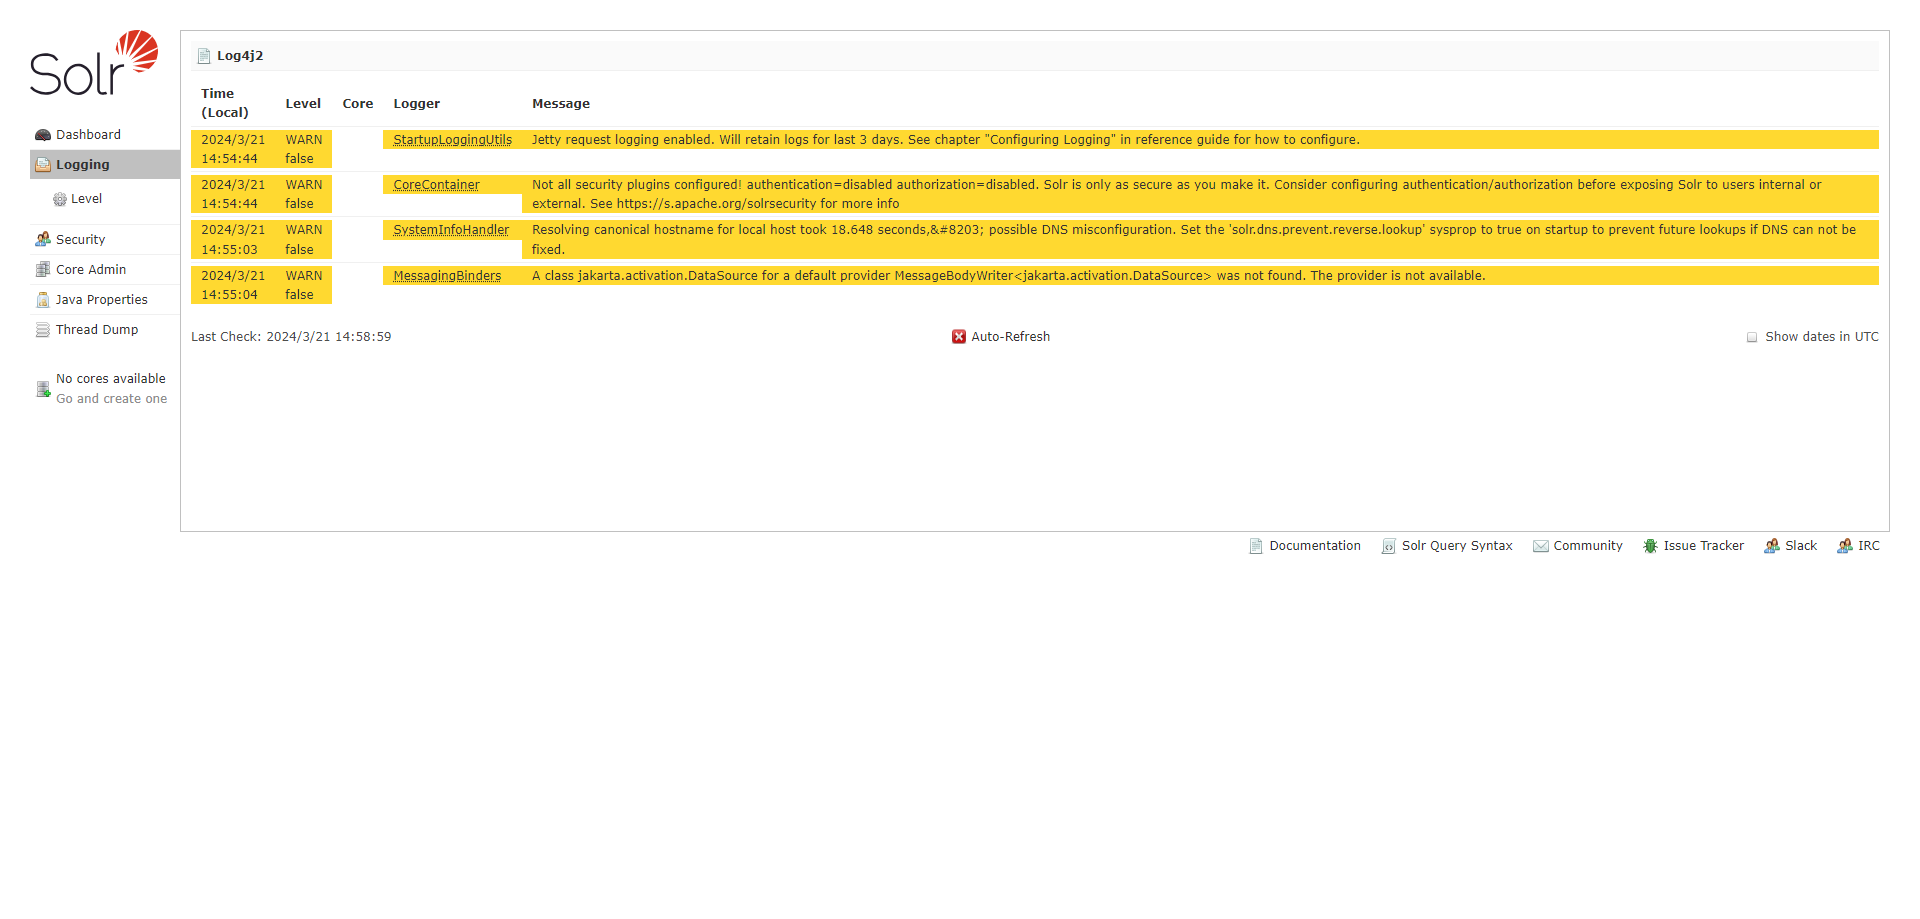 Solr
Dashboard
Logging
Level
Security
Core Admin
Java Properties
Thread Dump
No cores available
Go and create one
Log4j2
Time
(Local)
Level
Core
Logger
Message
2024/3/21
14:54:44
WARN
false
StartupLoggingUtils
Jetty request logging enabled. Will retain logs for last 3 days. See chapter "Configuring Logging" in reference guide for how to configure.
2024/3/21
14:54:44
WARN
false
CoreContainer
Not all security plugins configured! authentication=disabled authorization=disabled. Solr is only as secure as you make it. Consider configuring authentication/authorization before exposing Solr to users internal or
external. See https://s.apache.org/solrsecurity for more info
2024/3/21
14:55:03
WARN
false
SystemInfoHandler
Resolving canonical hostname for local host took 18.648 seconds,&#8203; possible DNS misconfiguration. Set the 'solr.dns.prevent.reverse.lookup' sysprop to true on startup to prevent future lookups if DNS can not be
fixed.
2024/3/21
14:55:04
WARN
false
MessagingBinders
A class jakarta.activation.DataSource for a default provider MessageBodyWriter<jakarta.activation.DataSource> was not found. The provider is not available.
Last Check: 2024/3/21 14:58:59
Auto-Refresh
Show dates in UTC
Documentation
Solr Query Syntax
Community
Issue Tracker
Slack
IRC